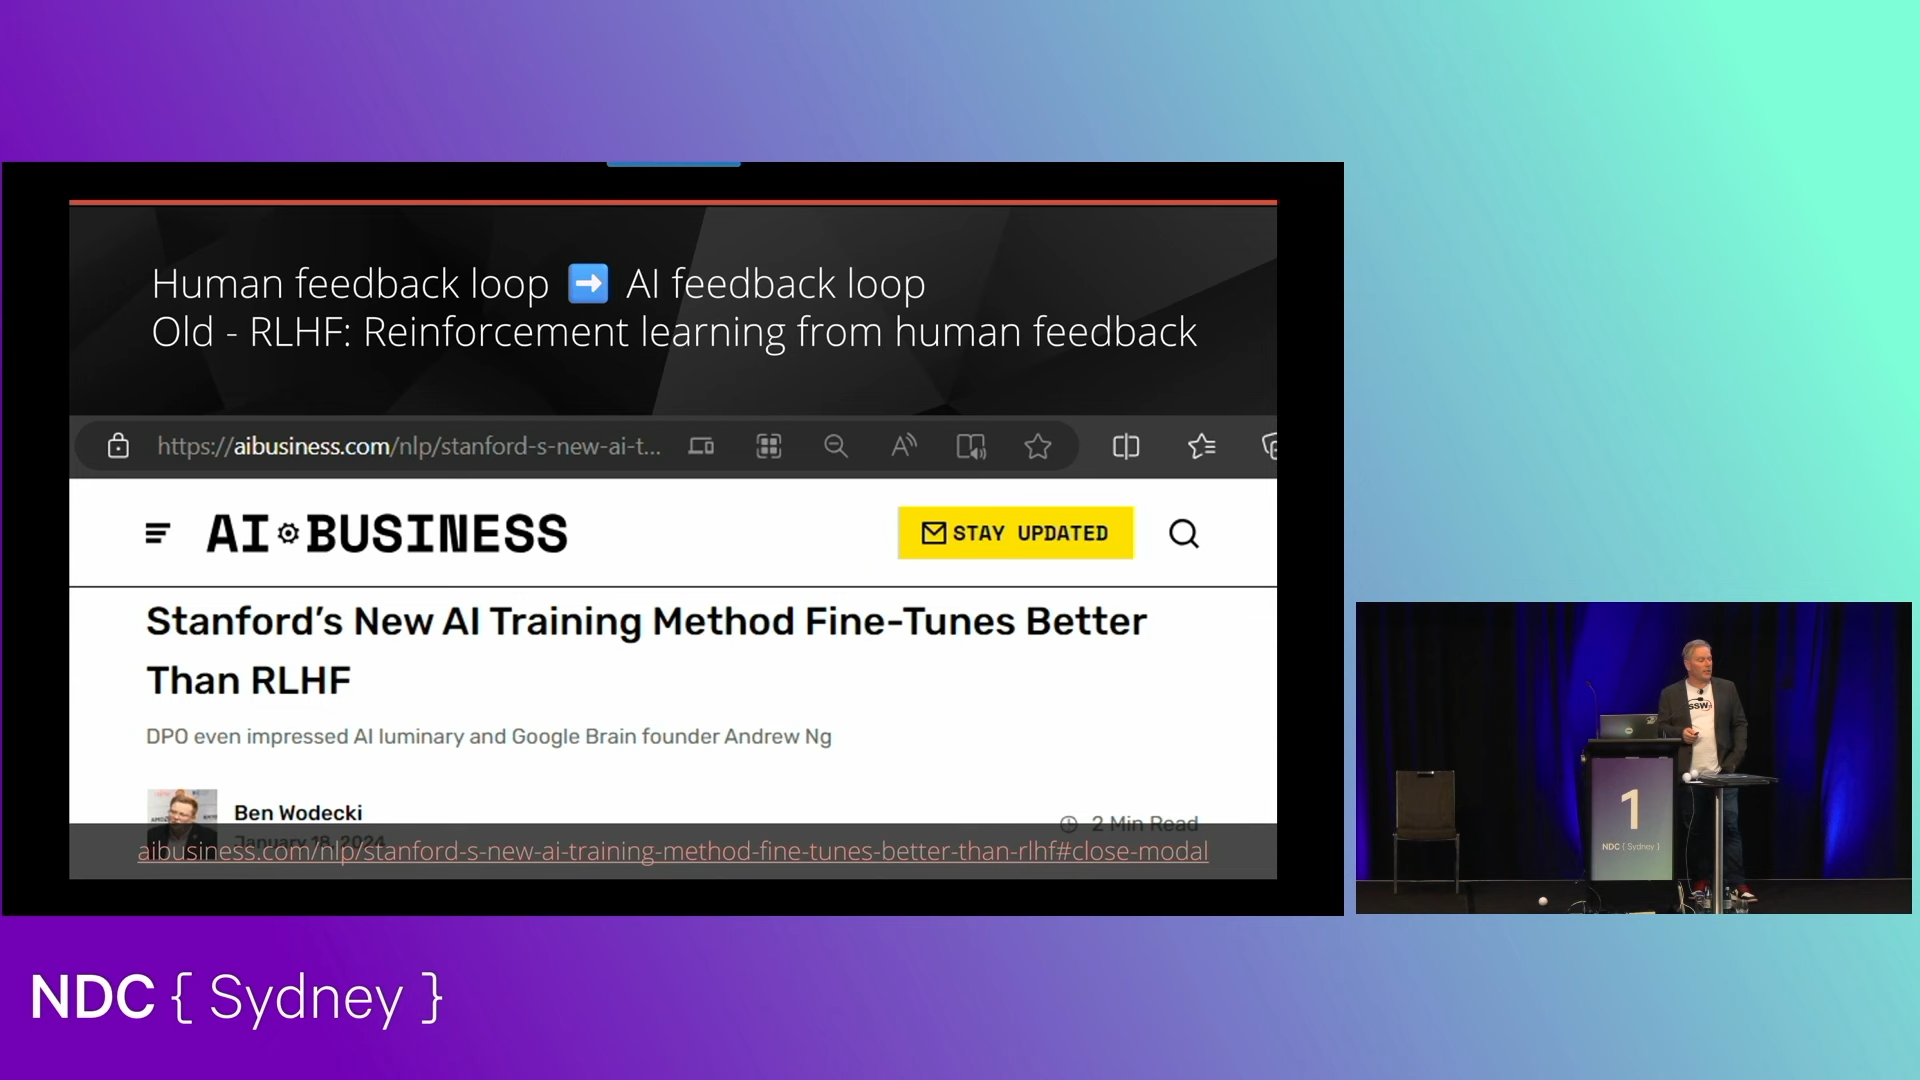 Human feedback loop ➡ AI feedback loop
Old - RLHF: Reinforcement learning from human feedback
https://aibusiness.com/nlp/stanford-s-new-ai-t...
AI BUSINESS
STAY UPDATED
Stanford's New AI Training Method Fine-Tunes Better
Than RLHF
DPO even impressed AI luminary and Google Brain founder Andrew Ng
Ben Wodecki
January 18, 2024
2 Min Read
aibusiness.com/nlp/stanford-s-new-ai-training-method-fine-tunes-better-than-rlhf#close-modal
SSW
1
NDC { Sydney }
NDC { Sydney }